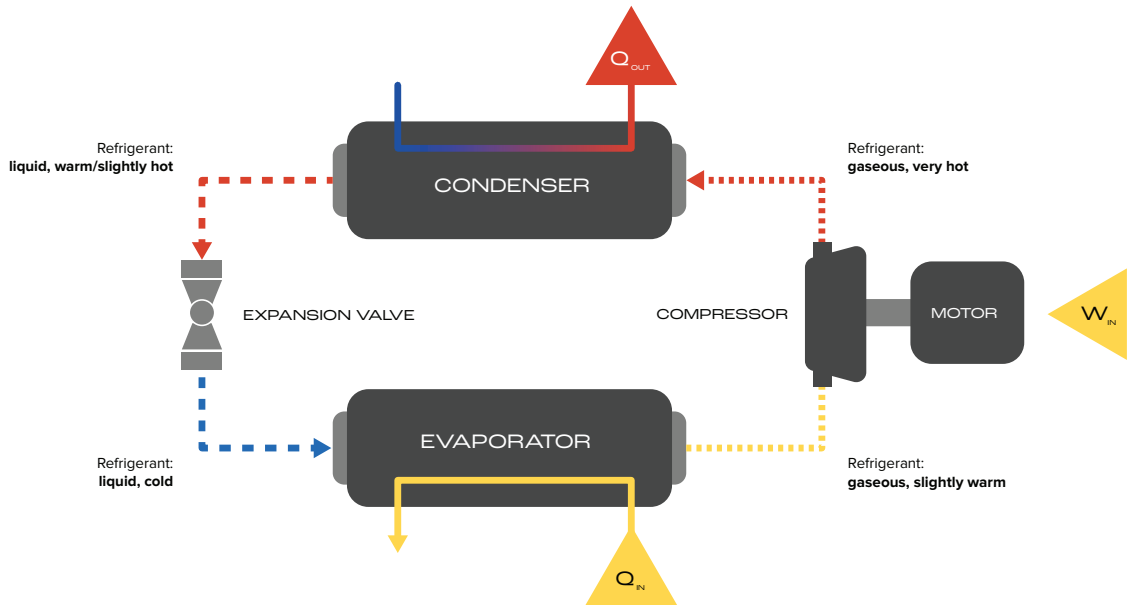 Q OUT
Refrigerant:
liquid, warm/slightly hot
Refrigerant:
gaseous, very hot
CONDENSER
EXPANSION VALVE
COMPRESSOR
MOTOR
W IN
EVAPORATOR
Refrigerant:
liquid, cold
Refrigerant:
gaseous, slightly warm
Q IN